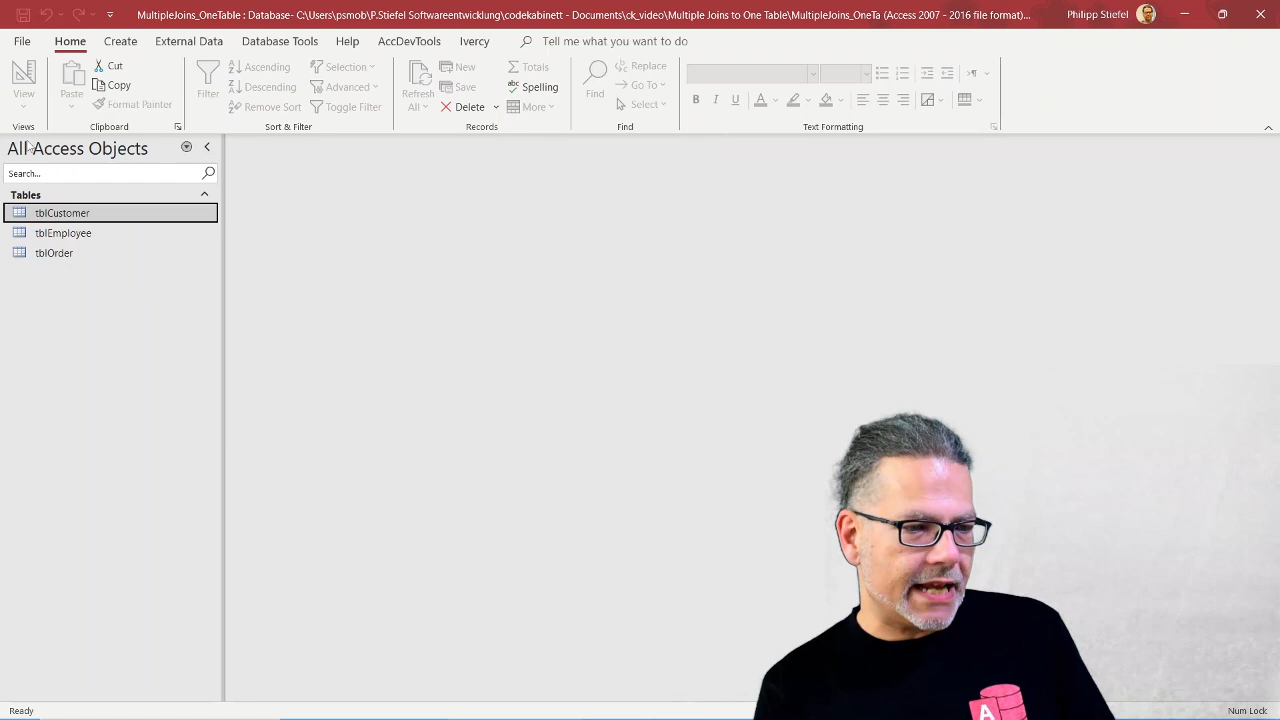 MultipleJoins_OneTable : Database- C:\Users\psmob\P.Stiefel Softwareentwicklung\codekabinett - Documents\ck_video\Multiple Joins to One Table\MultipleJoins_OneTa (Access 2007 - 2016 file format)... Philipp Stiefel
File Home Create External Data Database Tools Help AccDevTools Ivercy Tell me what you want to do
View
Views
Paste
Cut
Copy
Format Painter
Clipboard
Filter
Ascending
Descending
Remove Sort
Selection
Advanced
Toggle Filter
Sort & Filter
Refresh
All
New
Save
Delete
Totals
Spelling
More
Records
Find
Replace
Go To
Select
Find
B I U A
Text Formatting
All Access Objects
Search...
Tables
tblCustomer
tblEmployee
tblOrder
A
Ready Num Lock